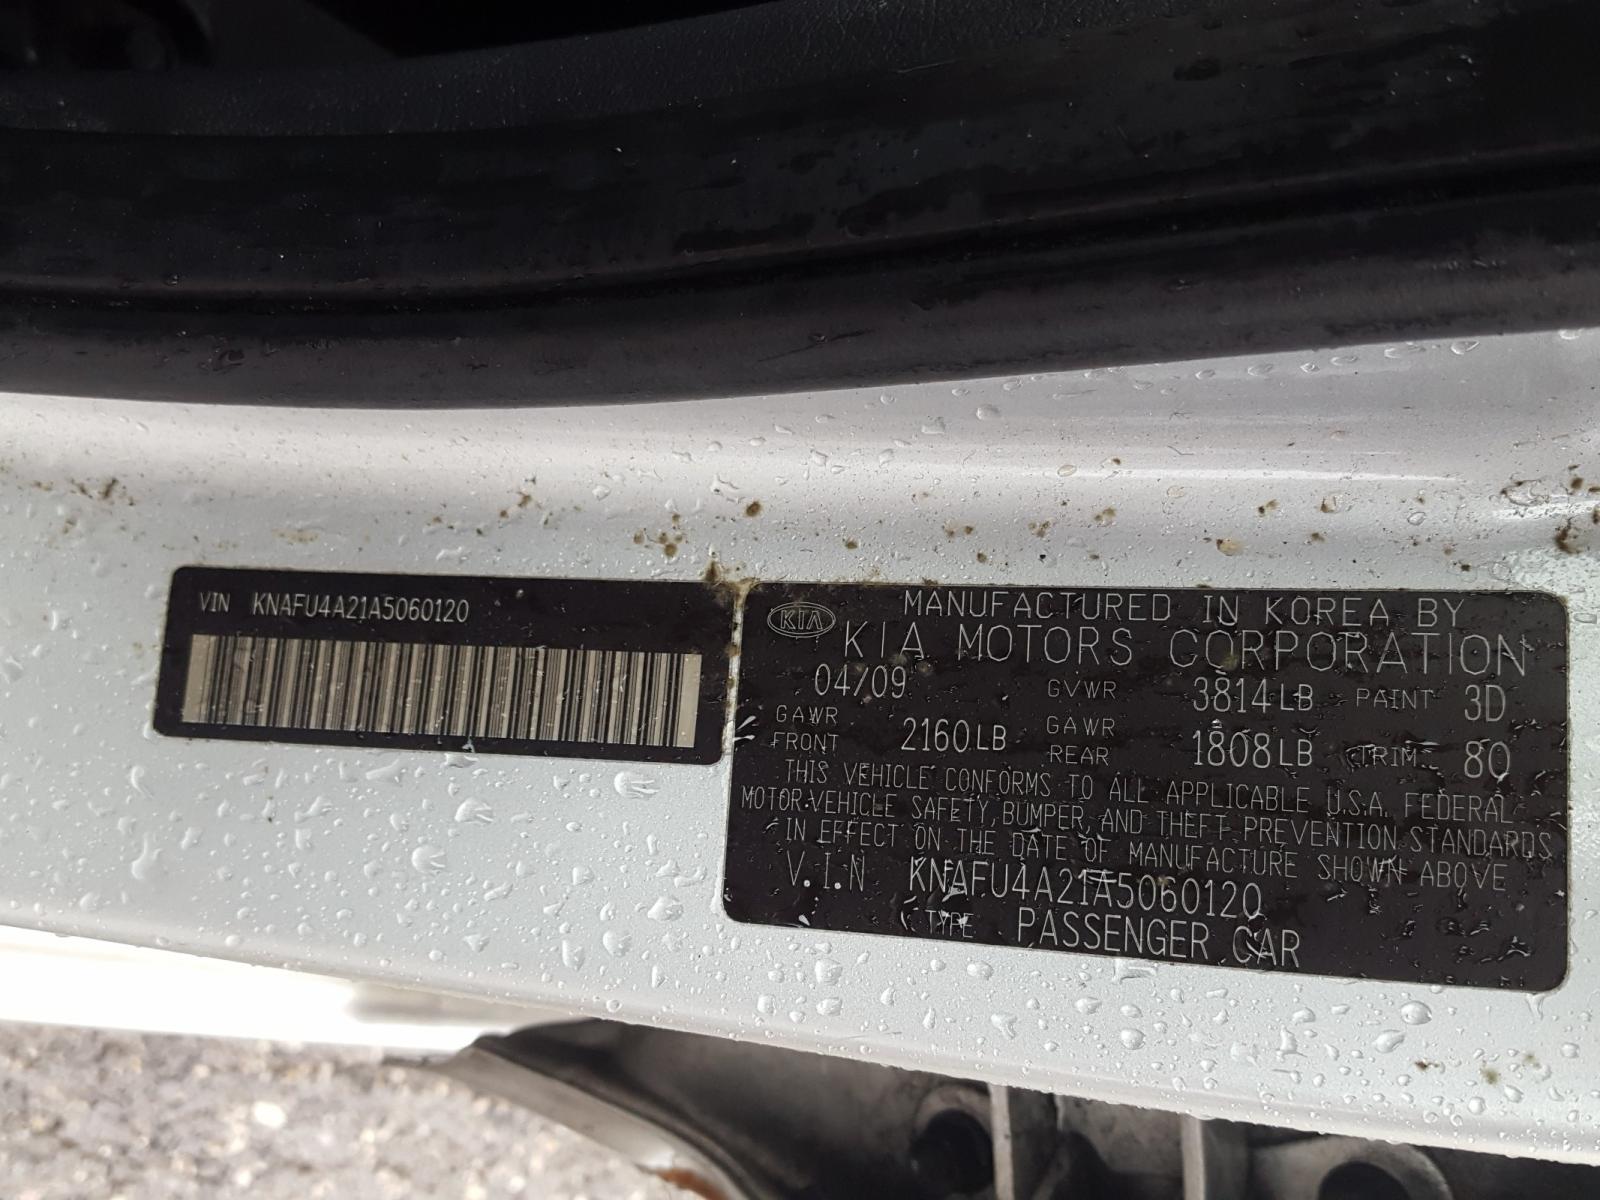 VIN KNAFU4A21A5060120
KIA
MANUFACTURED IN KOREA BY
KIA MOTORS CORPORATION
04/09 GVWR 3814LB PAINT 3D
GAWR FRONT 2160LB GAWR REAR 1808LB TRIM 80
THIS VEHICLE CONFORMS TO ALL APPLICABLE U.S.A. FEDERAL
MOTOR VEHICLE SAFETY, BUMPER, AND THEFT PREVENTION STANDARDS
IN EFFECT ON THE DATE OF MANUFACTURE SHOWN ABOVE
V.I.N KNAFU4A21A5060120
TYPE PASSENGER CAR